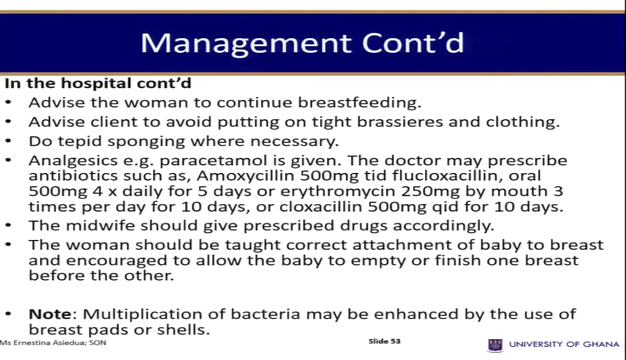 Management Cont'd
In the hospital cont'd
• Advise the woman to continue breastfeeding.
• Advise client to avoid putting on tight brassieres and clothing.
• Do tepid sponging where necessary.
• Analgesics e.g. paracetamol is given. The doctor may prescribe
antibiotics such as, Amoxycillin 500mg tid flucloxacillin, oral
500mg 4 x daily for 5 days or erythromycin 250mg by mouth 3
times per day for 10 days, or cloxacillin 500mg qid for 10 days.
• The midwife should give prescribed drugs accordingly.
• The woman should be taught correct attachment of baby to breast
and encouraged to allow the baby to empty or finish one breast
before the other.
• Note: Multiplication of bacteria may be enhanced by the use of
breast pads or shells.
Ms Ernestina Asiedua; SON
Slide 53
UNIVERSITY OF GHANA